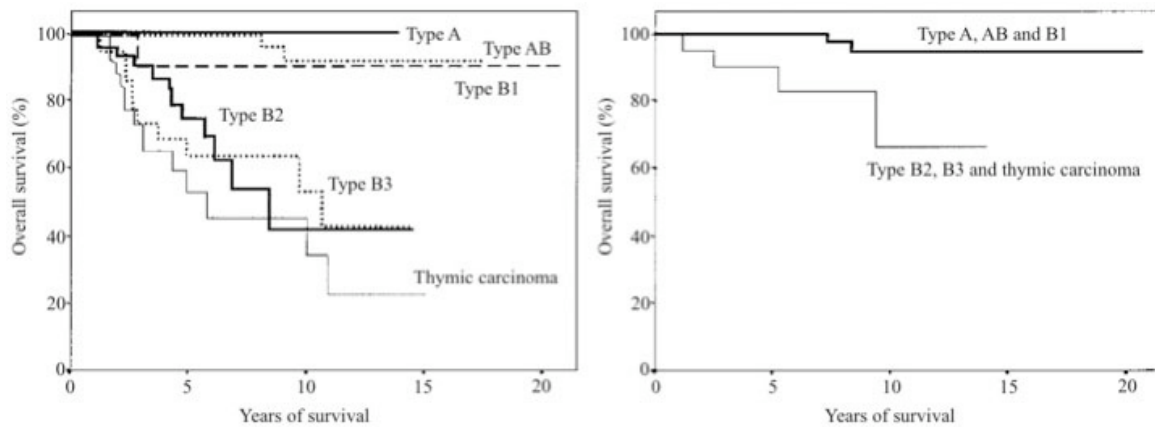 Overall survival (%)
100
80
60
40
20
0
0
5
10
15
20
Years of survival
Type A
Type AB
Type B1
Type B2
Type B3
Thymic carcinoma
Overall survival (%)
100
80
60
40
20
0
0
5
10
15
20
Years of survival
Type A, AB and B1
Type B2, B3 and thymic carcinoma